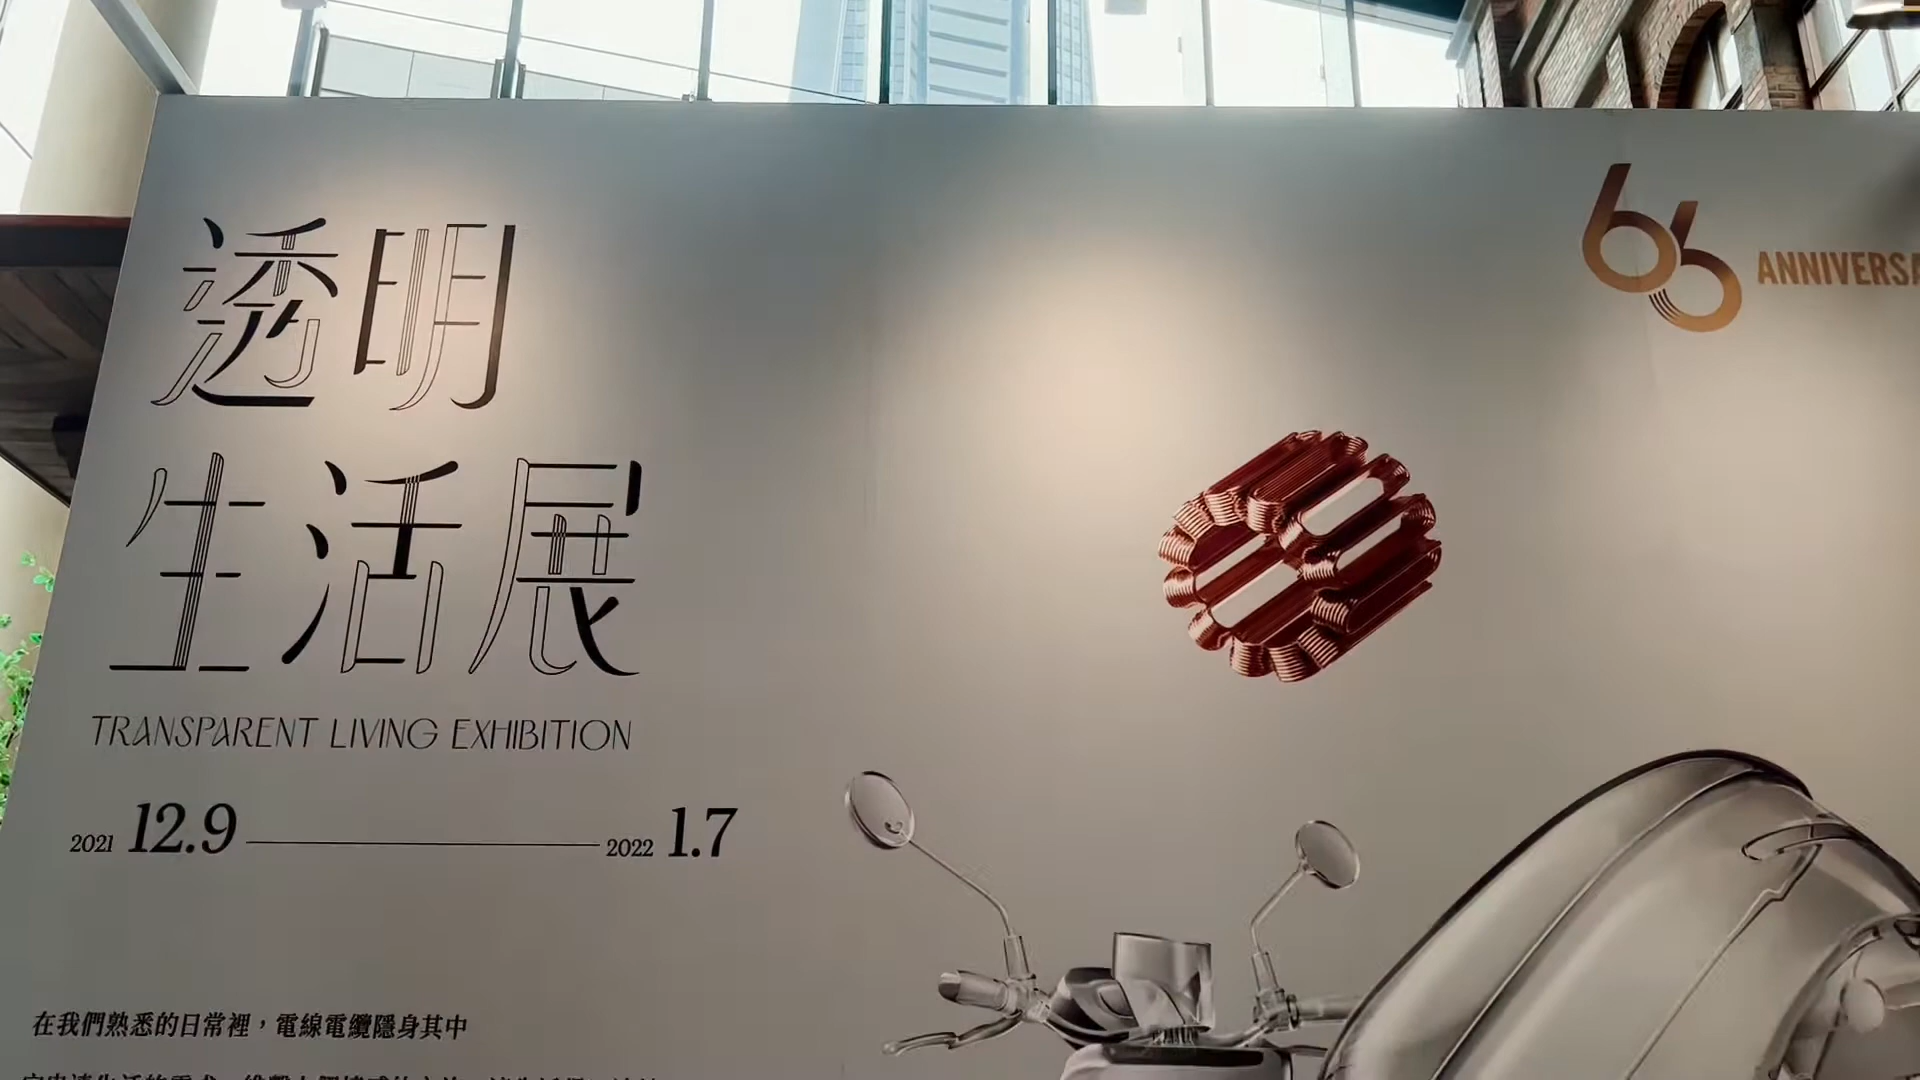 透明
生活展
TRANSPARENT LIVING EXHIBITION
2021 12.9 2022 1.7
66 ANNIVERSA
在我們熟悉的日常裡，電線電纜隱身其中